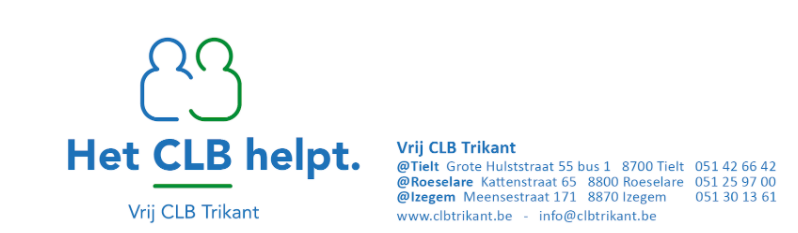 Het CLB helpt.
Vrij CLB Trikant
Vrij CLB Trikant
@Tielt Grote Hulststraat 55 bus 1 8700 Tielt 051 42 66 42
@Roeselare Kattenstraat 65 8800 Roeselare 051 25 97 00
@Izegem Meensestraat 171 8870 Izegem 051 30 13 61
www.clbtrikant.be - info@clbtrikant.be